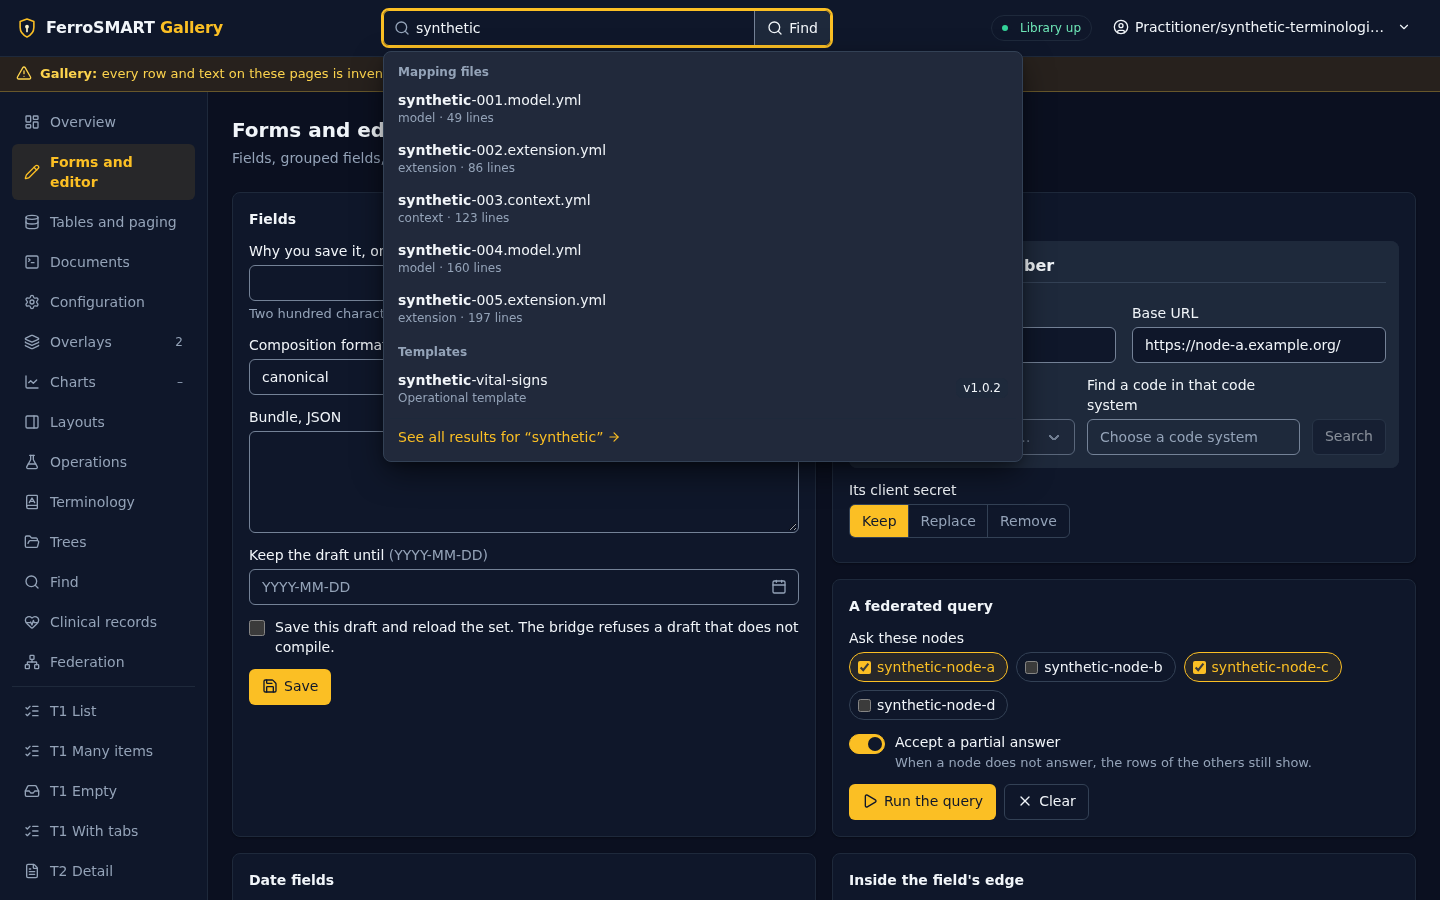 FerroSMART Gallery
synthetic
Find
Library up
Practitioner/synthetic-terminologi…
Gallery: every row and text on these pages is inven
Overview
Forms and
editor
Tables and paging
Documents
Configuration
Overlays 2
Charts –
Layouts
Operations
Terminology
Trees
Find
Clinical records
Federation
T1 List
T1 Many items
T1 Empty
T1 With tabs
T2 Detail
Mapping files
synthetic-001.model.yml
model · 49 lines
synthetic-002.extension.yml
extension · 86 lines
synthetic-003.context.yml
context · 123 lines
synthetic-004.model.yml
model · 160 lines
synthetic-005.extension.yml
extension · 197 lines
Templates
synthetic-vital-signs
Operational template
v1.0.2
See all results for “synthetic” →
Forms and ed
Fields, grouped fields,
Fields
Why you save it, or
Two hundred charact
Composition forma
canonical
Bundle, JSON
Keep the draft until (YYYY-MM-DD)
YYYY-MM-DD
Save this draft and reload the set. The bridge refuses a draft that does not
compile.
Save
ber
Base URL
https://node-a.example.org/
Find a code in that code
system
Choose a code system
Search
Its client secret
Keep
Replace
Remove
A federated query
Ask these nodes
synthetic-node-a
synthetic-node-b
synthetic-node-c
synthetic-node-d
Accept a partial answer
When a node does not answer, the rows of the others still show.
Run the query
Clear
Date fields
Inside the field's edge